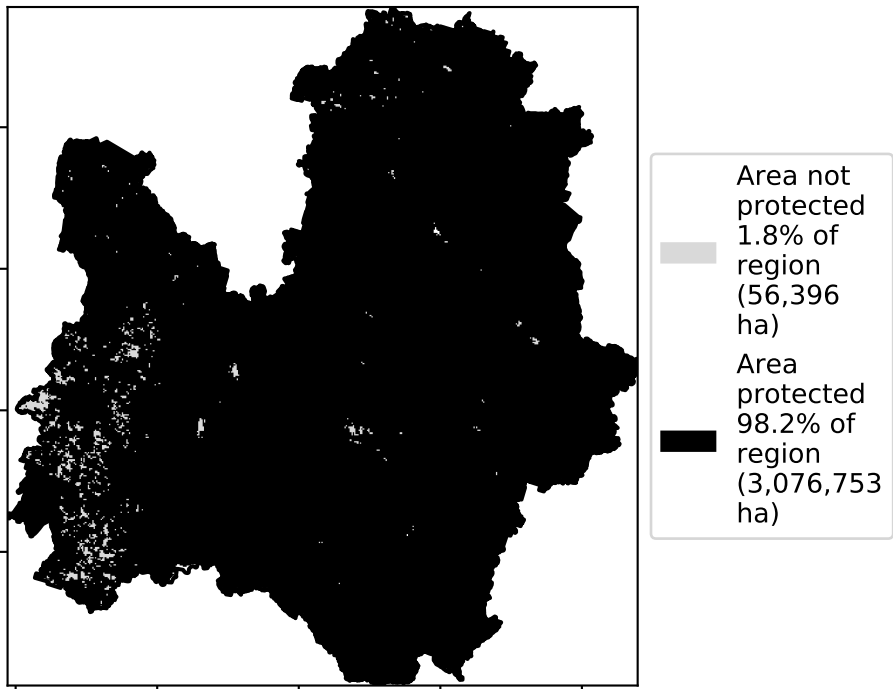 Area not
protected
1.8% of
region
(56,396
ha)
Area
protected
98.2% of
region
(3,076,753
ha)